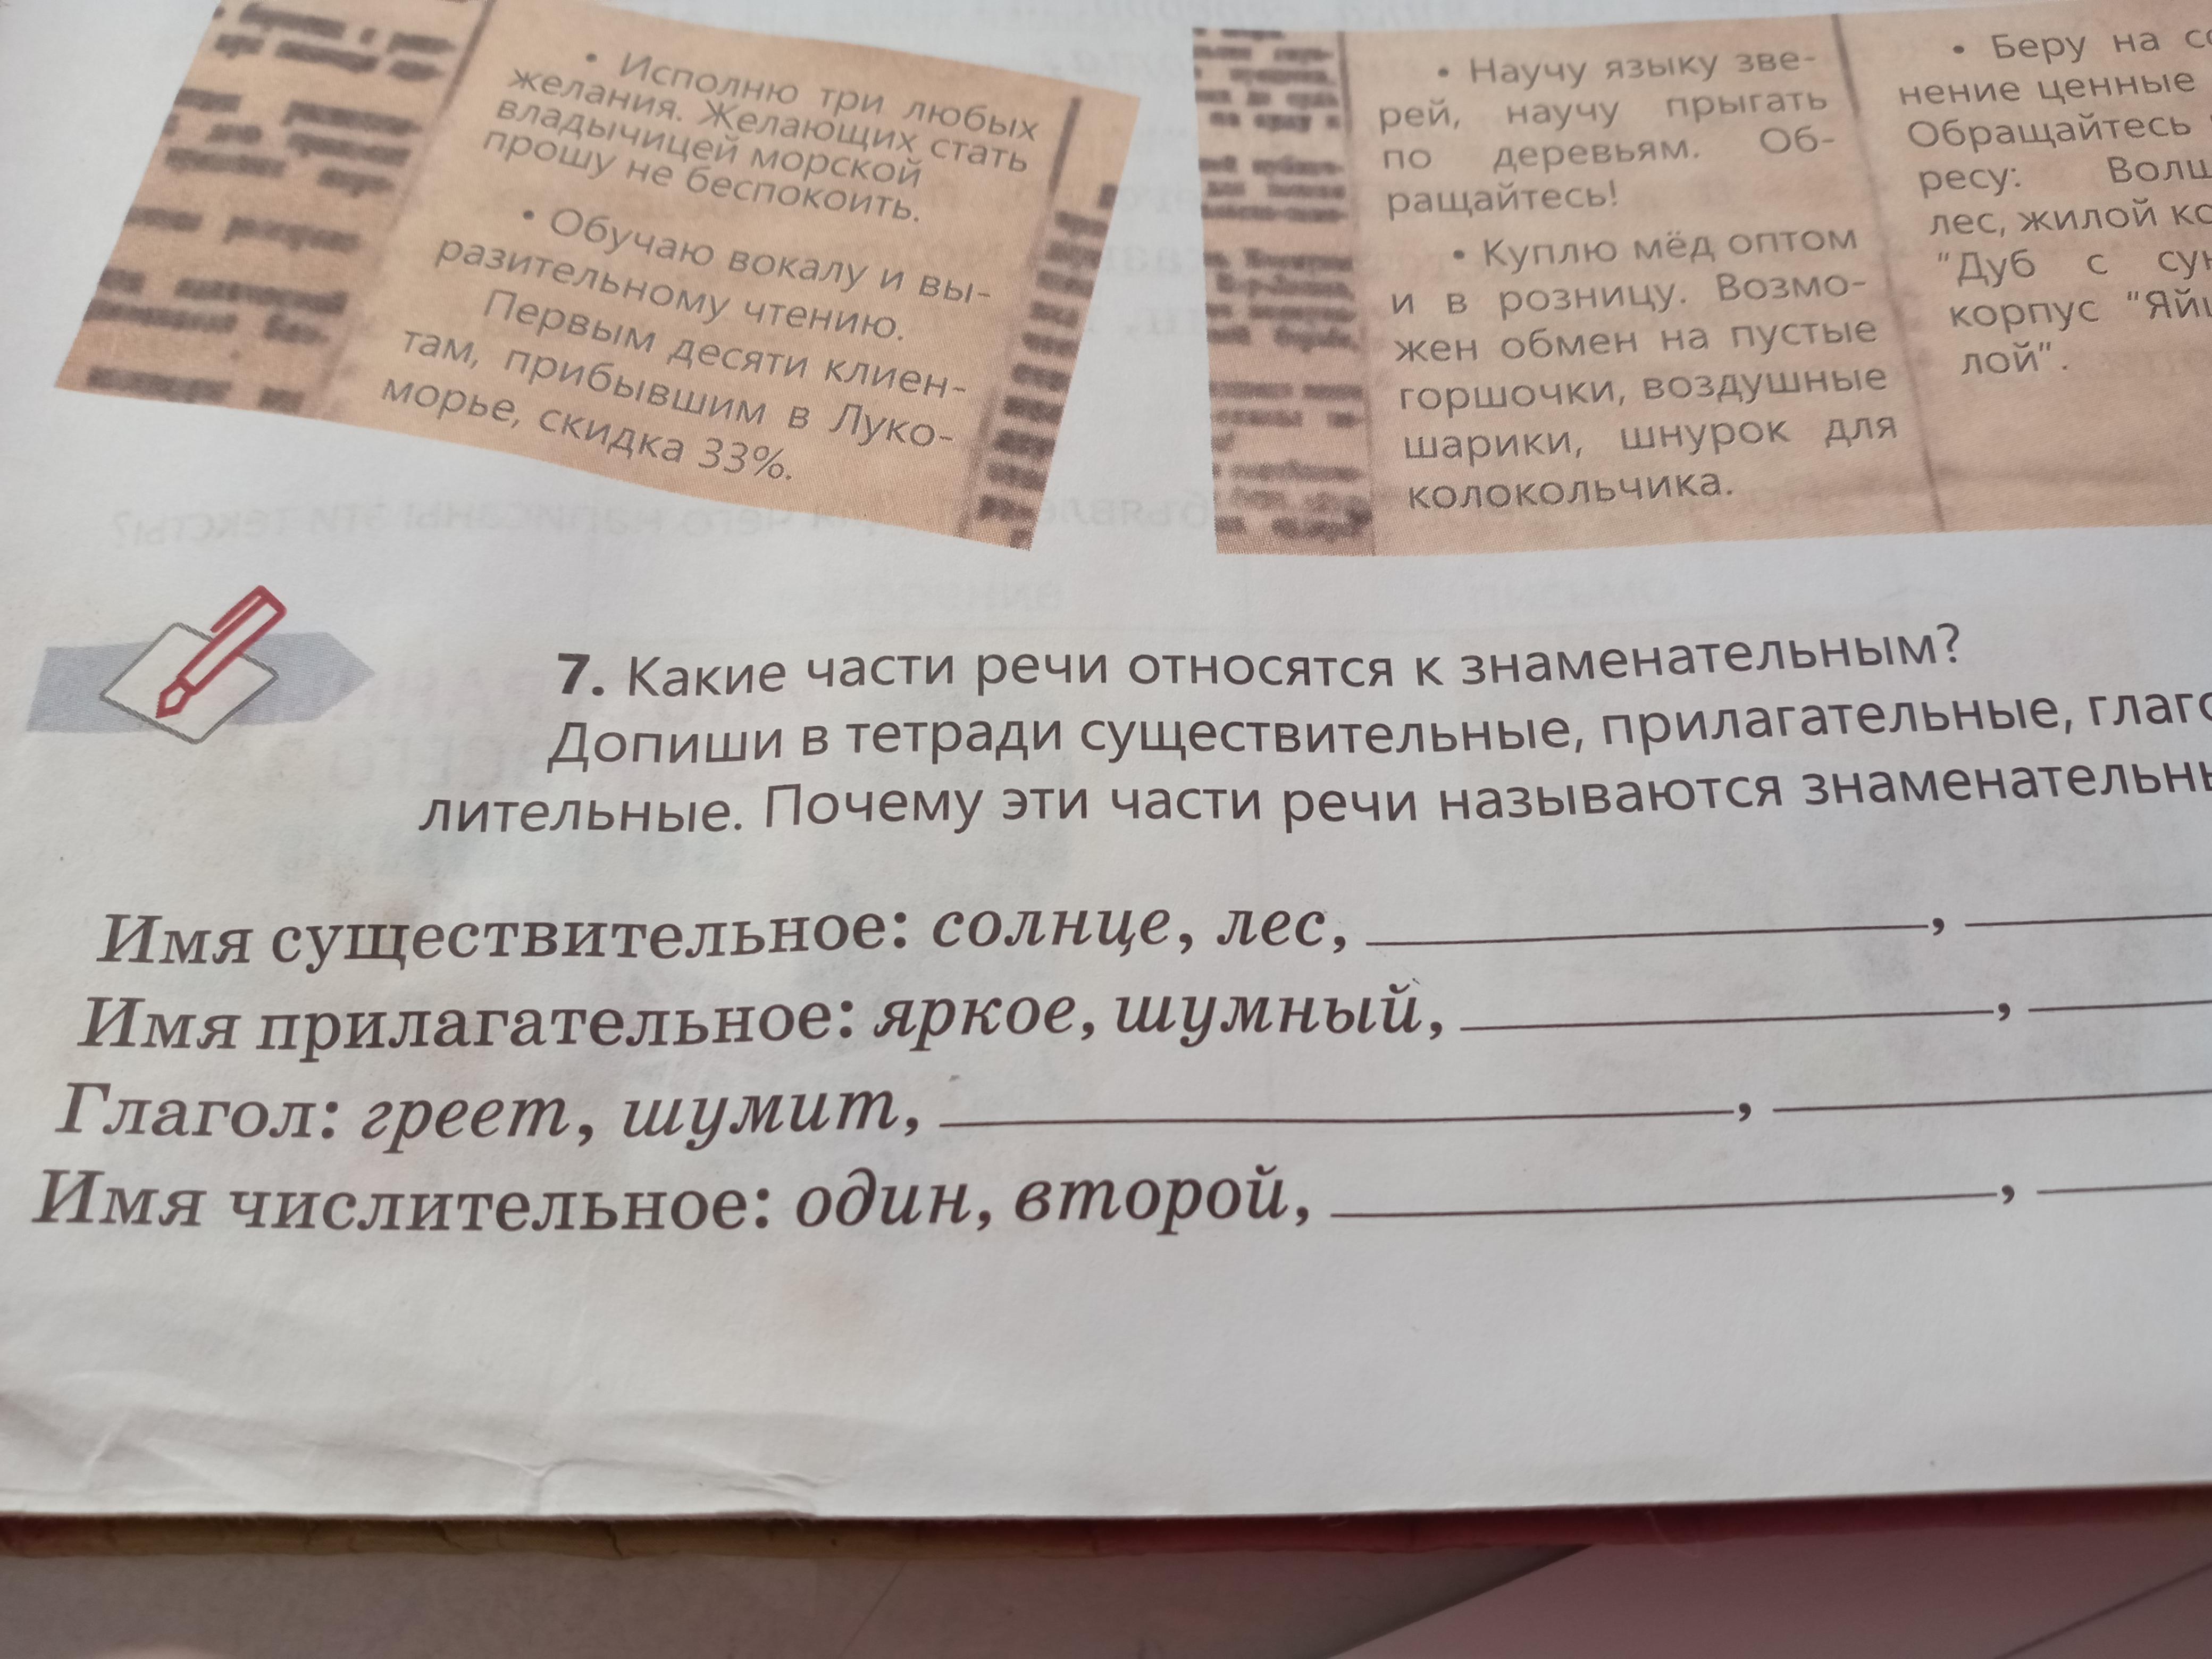 • Исполню три любых
желания. Желающих стать
владычицей морской
прошу не беспокоить.
• Обучаю вокалу и вы-
разительному чтению.
Первым десяти клиен-
там, прибывшим в Луко-
морье, скидка 33%.
• Научу языку зве-
рей, научу прыгать
по деревьям. Об-
ращайтесь!
• Куплю мёд оптом
и в розницу. Возмо-
жен обмен на пустые
горшочки, воздушные
шарики, шнурок для
колокольчика.
• Беру на
нение ценные
Обращайтесь
ресу:
лес, жилой
"Дуб с
корпус
лой".
7. Какие части речи относятся к знаменательным?
Допиши в тетради существительные, прилагательные,
лительные. Почему эти части речи называются
Имя существительное: солнце, лес, ,
Имя прилагательное: яркое, шумный, ,
Глагол: греет, шумит, ,
Имя числительное: один, второй, ,